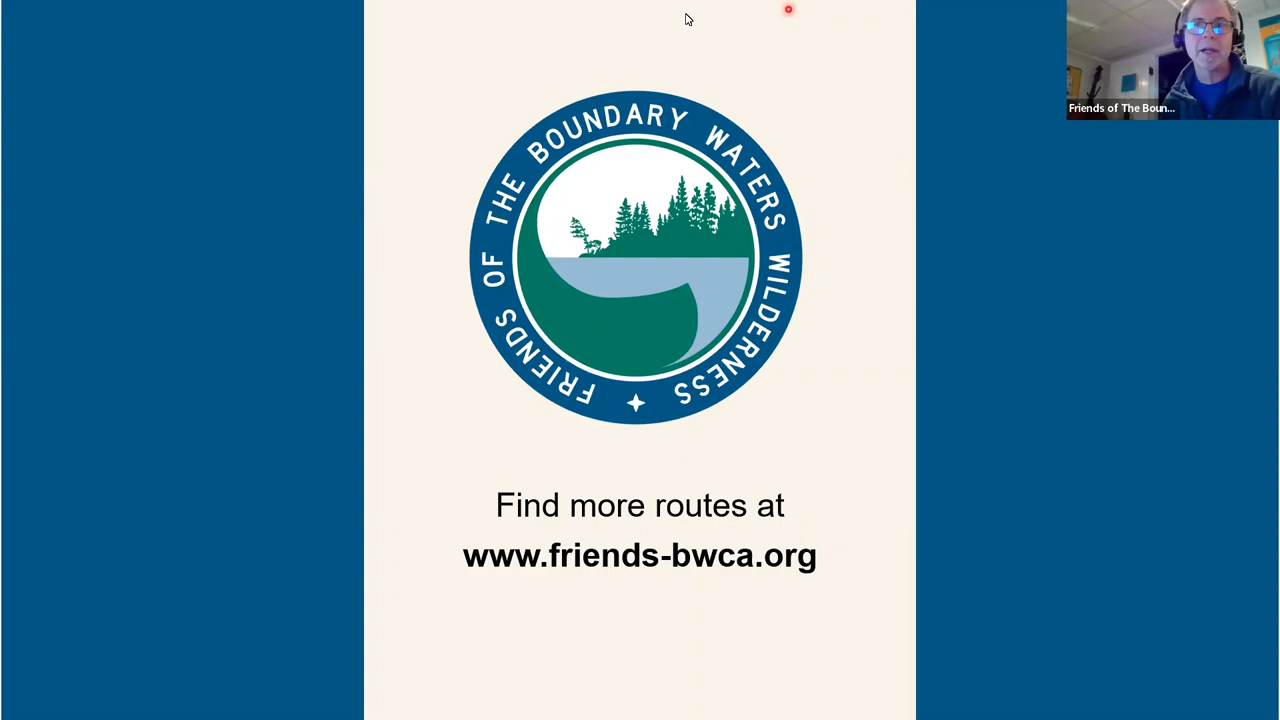 FRIENDS OF THE BOUNDARY WATERS WILDERNESS
Friends of The Boun...
Find more routes at
www.friends-bwca.org